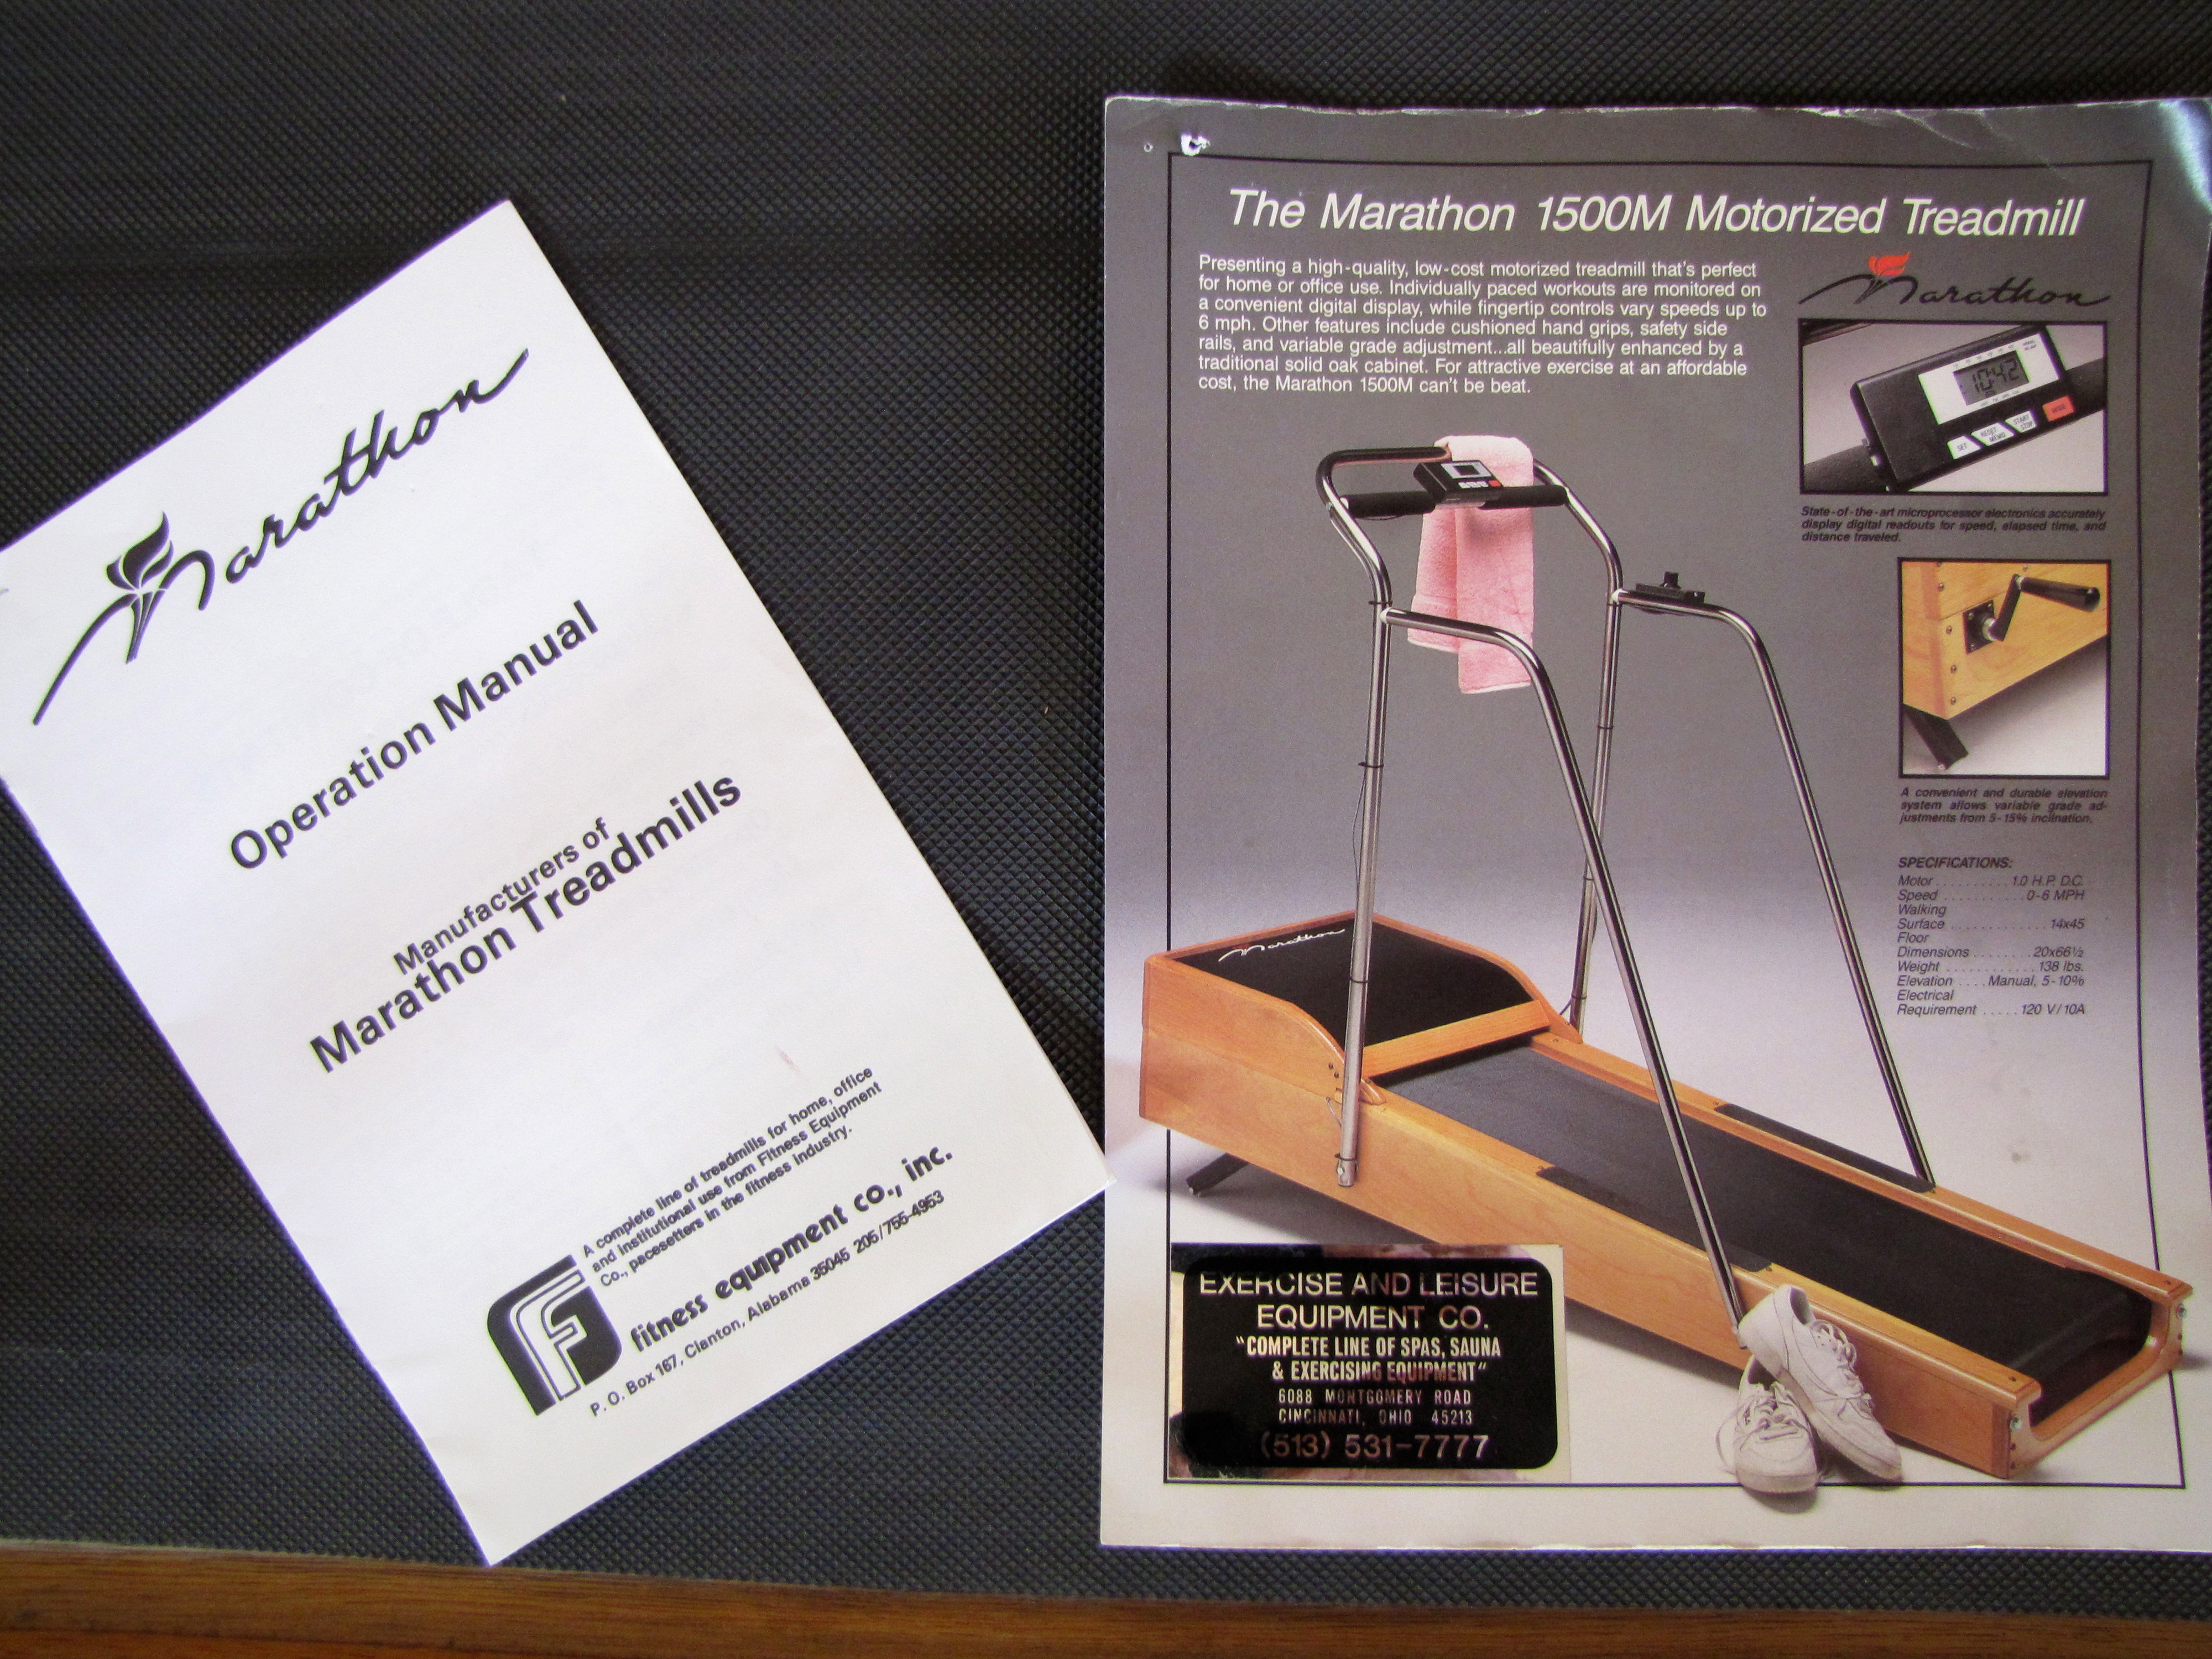 Marathon
Operation Manual
Manufacturers of
Marathon Treadmills
A complete line of treadmills for home, office
and institutional use from Fitness Equipment
Co., pacesetters in the fitness industry.
fitness equipment co., inc.
P. O. Box 167, Clanton, Alabama 35045 205/755-4953
The Marathon 1500M Motorized Treadmill
Presenting a high-quality, low-cost motorized treadmill that's perfect
for home or office use. Individually paced workouts are monitored on
a convenient digital display, while fingertip controls vary speeds up to
6 mph. Other features include cushioned hand grips, safety side
rails, and variable grade adjustment...all beautifully enhanced by a
traditional solid oak cabinet. For attractive exercise at an affordable
cost, the Marathon 1500M can't be beat.
Marathon
10:42
SET
RESET
MEMO
START
STOP
State-of-the-art microprocessor electronics accurately
display digital readouts for speed, elapsed time, and
distance traveled.
A convenient and durable elevation
system allows variable grade ad-
justments from 5-15% inclination.
SPECIFICATIONS:
Motor . . . . . . . . . . 1.0 H.P. D.C.
Speed . . . . . . . . . . . 0-6 MPH
Walking
Surface . . . . . . . . . . . . . 14x45
Floor
Dimensions . . . . . . . . 20x66½
Weight . . . . . . . . . . . . 138 lbs.
Elevation . . . . Manual, 5-10%
Electrical
Requirement . . . . . 120 V/10A
Marathon
EXERCISE AND LEISURE
EQUIPMENT CO.
"COMPLETE LINE OF SPAS, SAUNA
& EXERCISING EQUIPMENT"
6088 MONTGOMERY ROAD
CINCINNATI, OHIO 45213
(513) 531-7777